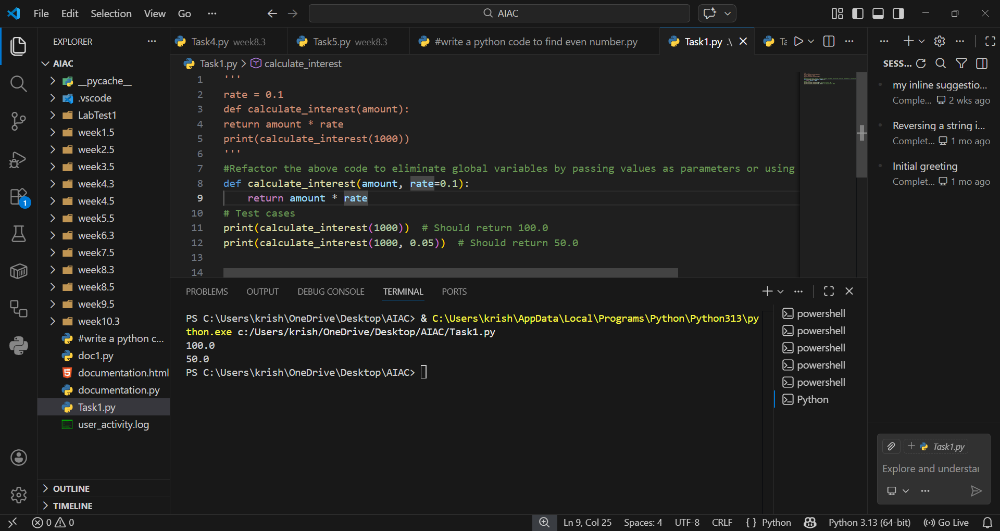 File Edit Selection View Go ··· AIAC
EXPLORER
AIAC
__pycache__
.vscode
LabTest1
week1.5
week2.5
week3.5
week4.3
week4.5
week5.5
week6.3
week7.5
week8.3
week8.5
week9.5
week10.3
#write a python c...
doc1.py
documentation.html
documentation.py
Task1.py
user_activity.log
OUTLINE
TIMELINE
Task4.py week8.3 Task5.py week8.3 #write a python code to find even number.py Task1.py .\ Ta
Task1.py > calculate_interest
1 '''
2 rate = 0.1
3 def calculate_interest(amount):
4 return amount * rate
5 print(calculate_interest(1000))
6 '''
7 #Refactor the above code to eliminate global variables by passing values as parameters or using
8 def calculate_interest(amount, rate=0.1):
9     return amount * rate
10 # Test cases
11 print(calculate_interest(1000))  # Should return 100.0
12 print(calculate_interest(1000, 0.05))  # Should return 50.0
13
14
PROBLEMS OUTPUT DEBUG CONSOLE TERMINAL PORTS
PS C:\Users\krish\OneDrive\Desktop\AIAC> & C:\Users\krish\AppData\Local\Programs\Python\Python313\py
thon.exe c:/Users/krish/OneDrive/Desktop/AIAC/Task1.py
100.0
50.0
PS C:\Users\krish\OneDrive\Desktop\AIAC>
powershell
powershell
powershell
powershell
powershell
Python
SESS...
my inline suggestio...
Comple... 2 wks ago
Reversing a string i...
Complet... 1 mo ago
Initial greeting
Complet... 1 mo ago
Task1.py
Explore and understar
1
0 0 Ln 9, Col 25 Spaces: 4 UTF-8 CRLF { } Python Python 3.13 (64-bit) Go Live